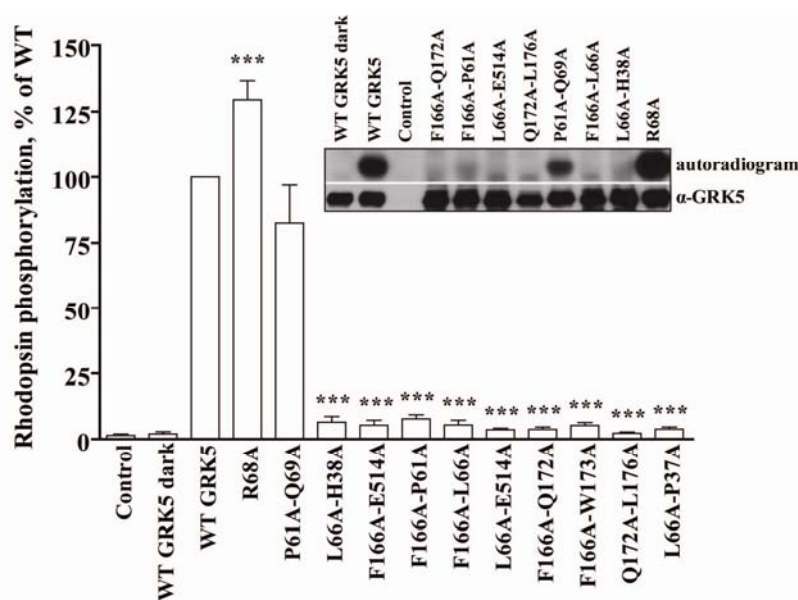 Rhodopsin phosphorylation, % of WT
150
125
100
75
50
25
0
***
***
***
***
***
***
***
***
***
***
Control
WT GRK5 dark
WT GRK5
R68A
P61A-Q69A
L66A-H38A
F166A-E514A
F166A-P61A
F166A-L66A
L66A-E514A
F166A-Q172A
F166A-W173A
Q172A-L176A
L66A-P37A
WT GRK5 dark
WT GRK5
Control
F166A-Q172A
F166A-P61A
L66A-E514A
Q172A-L176A
P61A-Q69A
F166A-L66A
L66A-H38A
R68A
autoradiogram
α-GRK5